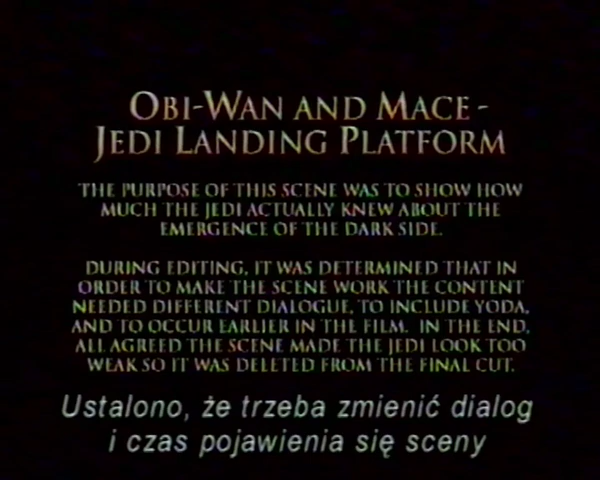 OBI-WAN AND MACE -
JEDI LANDING PLATFORM
THE PURPOSE OF THIS SCENE WAS TO SHOW HOW
MUCH THE JEDI ACTUALLY KNEW ABOUT THE
EMERGENCE OF THE DARK SIDE.
DURING EDITING, IT WAS DETERMINED THAT IN
ORDER TO MAKE THE SCENE WORK THE CONTENT
NEEDED DIFFERENT DIALOGUE, TO INCLUDE YODA,
AND TO OCCUR EARLIER IN THE FILM. IN THE END,
ALL AGREED THE SCENE MADE THE JEDI LOOK TOO
WEAK SO IT WAS DELETED FROM THE FINAL CUT.
Ustalono, że trzeba zmienić dialog
i czas pojawienia się sceny